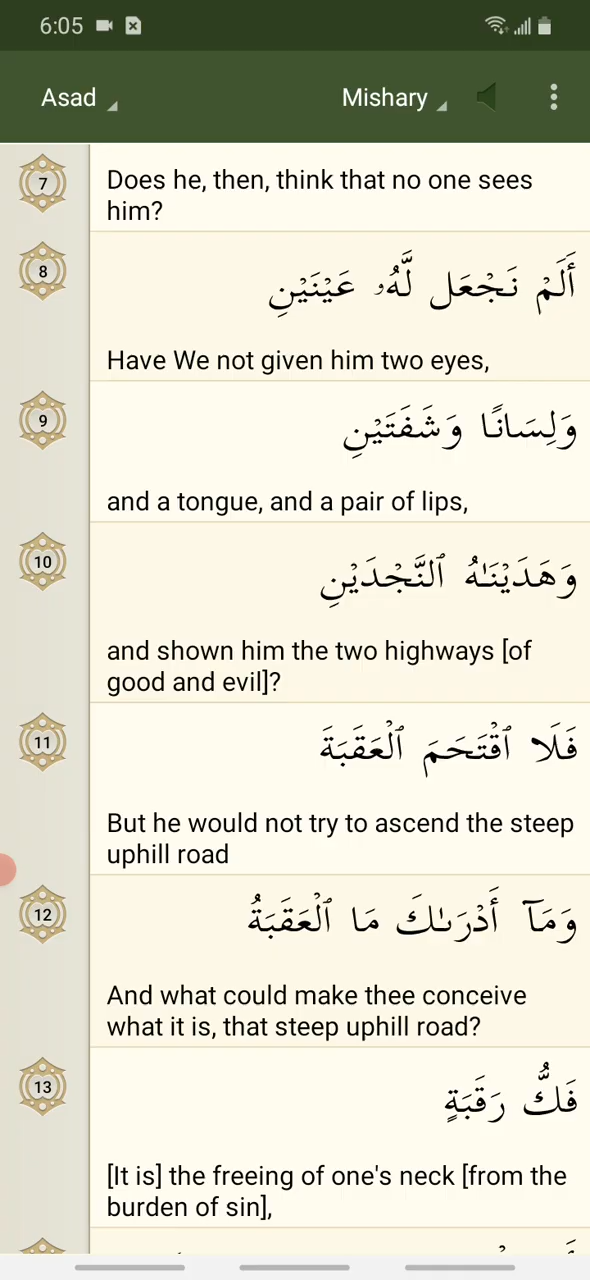 6:05
Asad
Mishary
7
Does he, then, think that no one sees
him?
8
أَلَمْ نَجْعَل لَّهُۥ عَيْنَيْنِ
Have We not given him two eyes,
9
وَلِسَانًا وَشَفَتَيْنِ
and a tongue, and a pair of lips,
10
وَهَدَيْنَـٰهُ ٱلنَّجْدَيْنِ
and shown him the two highways [of
good and evil]?
11
فَلَا ٱقْتَحَمَ ٱلْعَقَبَةَ
But he would not try to ascend the steep
uphill road
12
وَمَآ أَدْرَىٰكَ مَا ٱلْعَقَبَةُ
And what could make thee conceive
what it is, that steep uphill road?
13
فَكُّ رَقَبَةٍ
[It is] the freeing of one's neck [from the
burden of sin],